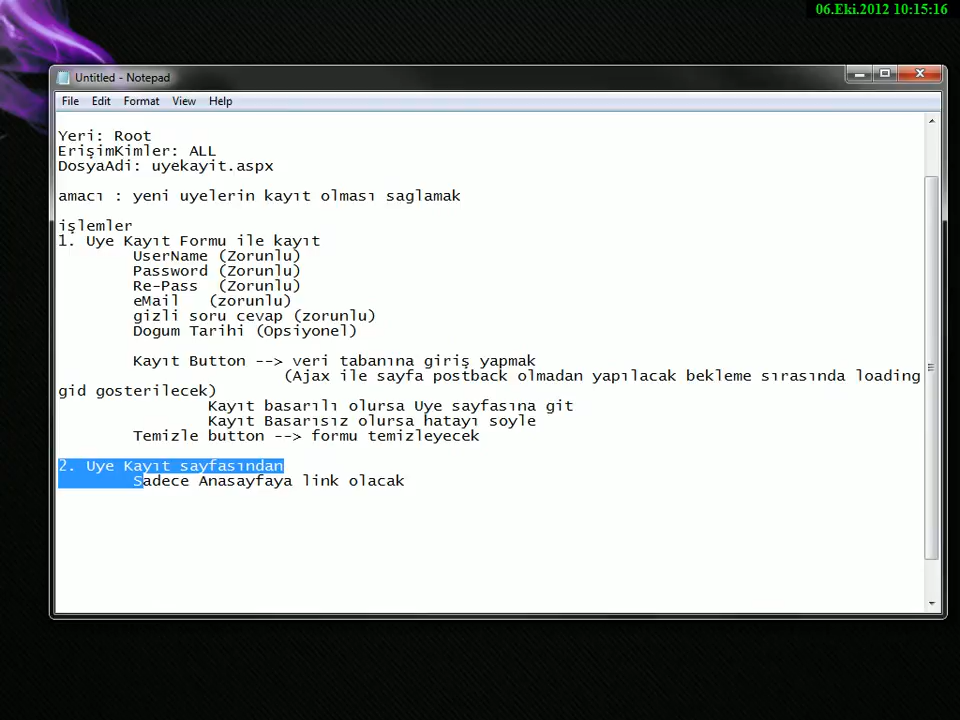 06.Eki.2012 10:15:16
Untitled - Notepad
File Edit Format View Help
Yeri: Root
ErişimKimler: ALL
DosyaAdi: uyekayit.aspx
amacı : yeni uyelerin kayıt olması saglamak
işlemler
1. Uye Kayıt Formu ile kayıt
UserName (Zorunlu)
Password (Zorunlu)
Re-Pass (Zorunlu)
eMail (zorunlu)
gizli soru cevap (zorunlu)
Dogum Tarihi (Opsiyonel)
Kayıt Button --> veri tabanına giriş yapmak
(Ajax ile sayfa postback olmadan yapılacak bekleme sırasında loading
gid gosterilecek)
Kayıt basarılı olursa Uye sayfasına git
Kayıt Basarısız olursa hatayı soyle
Temizle button --> formu temizleyecek
2. Uye Kayıt sayfasından
Sadece Anasayfaya link olacak